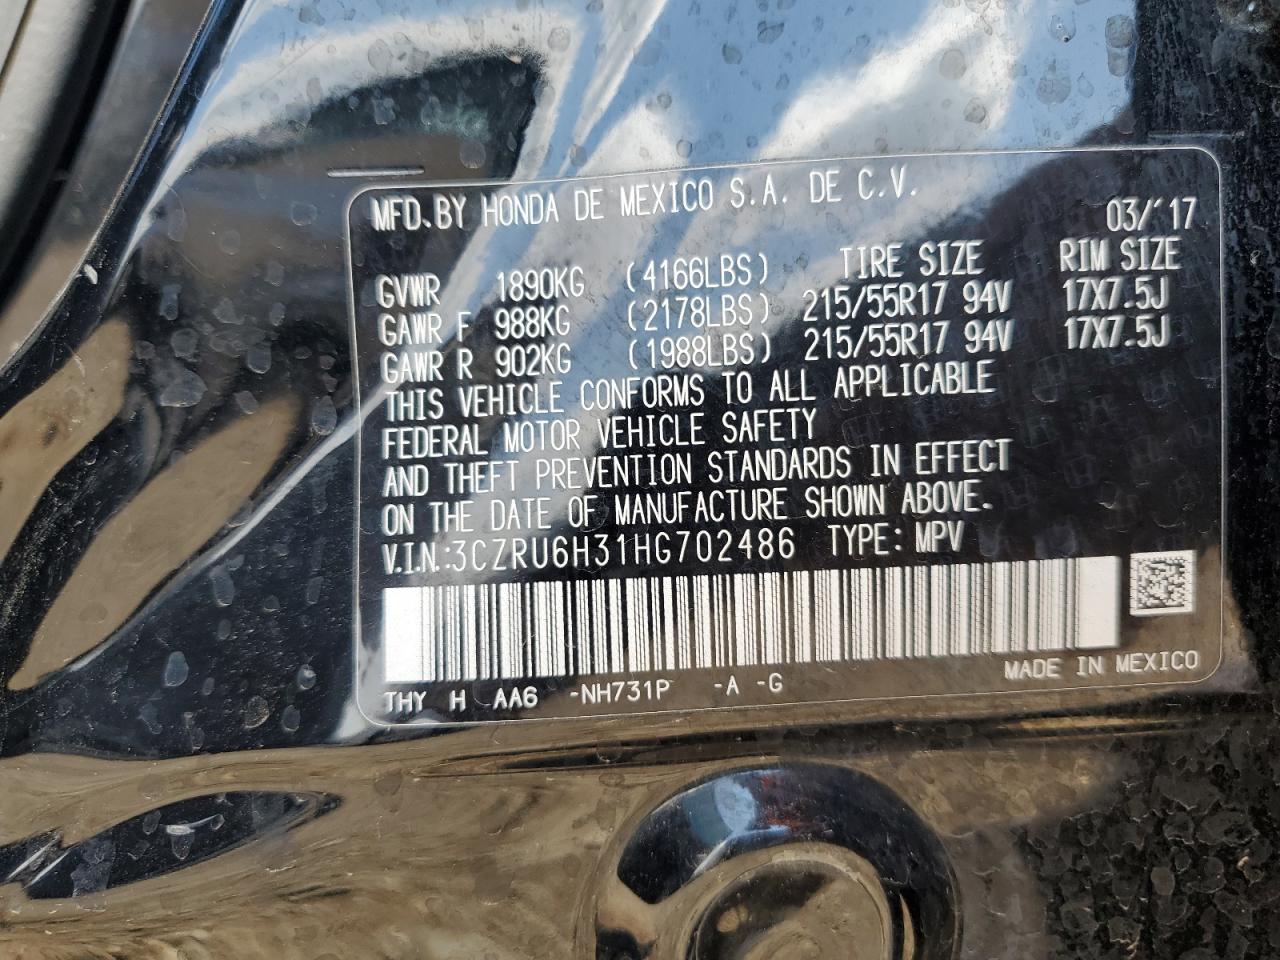 MFD. BY HONDA DE MEXICO S.A. DE C.V.
03/'17
GVWR 1890KG (4166LBS) TIRE SIZE RIM SIZE
GAWR F 988KG (2178LBS) 215/55R17 94V 17X7.5J
GAWR R 902KG (1988LBS) 215/55R17 94V 17X7.5J
THIS VEHICLE CONFORMS TO ALL APPLICABLE
FEDERAL MOTOR VEHICLE SAFETY
AND THEFT PREVENTION STANDARDS IN EFFECT
ON THE DATE OF MANUFACTURE SHOWN ABOVE.
V.I.N.:3CZRU6H31HG702486 TYPE: MPV
THY H AA6 -NH731P -A -G
MADE IN MEXICO